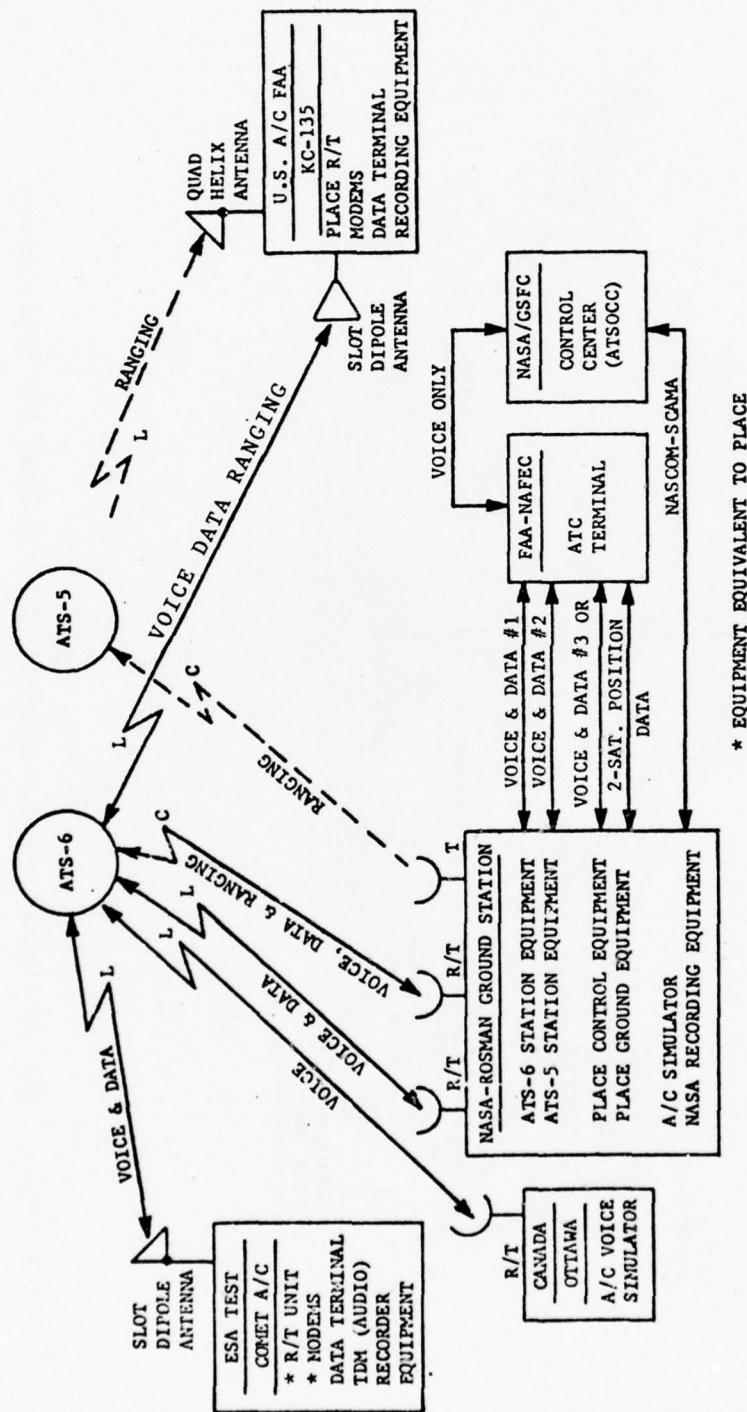 ATS-6
ATS-5
VOICE & DATA
L
L
VOICE DATA RANGING
L
RANGING
QUAD
HELIX
ANTENNA
SLOT
DIPOLE
ANTENNA
ESA TEST
COMET A/C
* R/T UNIT
* MODEMS
DATA TERMINAL
TDM (AUDIO)
RECORDER
EQUIPMENT
L
VOICE
L
VOICE & DATA
C
VOICE, DATA & RANGING
C
RANGING
SLOT
DIPOLE
ANTENNA
U.S. A/C FAA
KC-135
PLACE R/T
MODEMS
DATA TERMINAL
RECORDING EQUIPMENT
R/T
CANADA
OTTAWA
A/C VOICE
SIMULATOR
R/T
R/T
T
NASA-ROSMAN GROUND STATION
ATS-6 STATION EQUIPMENT
ATS-5 STATION EQUIPMENT
PLACE CONTROL EQUIPMENT
PLACE GROUND EQUIPMENT
A/C SIMULATOR
NASA RECORDING EQUIPMENT
VOICE & DATA #1
VOICE & DATA #2
VOICE & DATA #3 OR
2-SAT. POSITION
DATA
FAA-NAFEC
ATC
TERMINAL
VOICE ONLY
NASA/GSFC
CONTROL
CENTER
(ATSOCC)
NASCOM-SCAMA
* EQUIPMENT EQUIVALENT TO PLACE